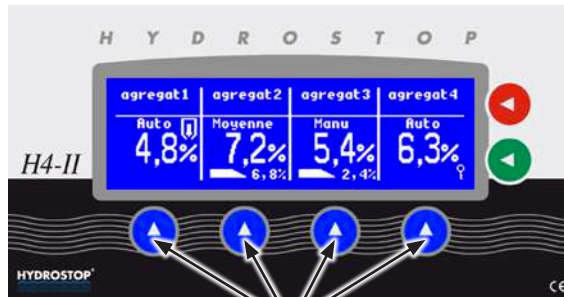 H Y D R O S T O P
agregat1 agregat2 agregat3 agregat4
Auto Moyenne Manu Auto
4,8% 7,2% 5,4% 6,3%
6,8% 2,4%
H4-II
HYDROSTOP®
CE